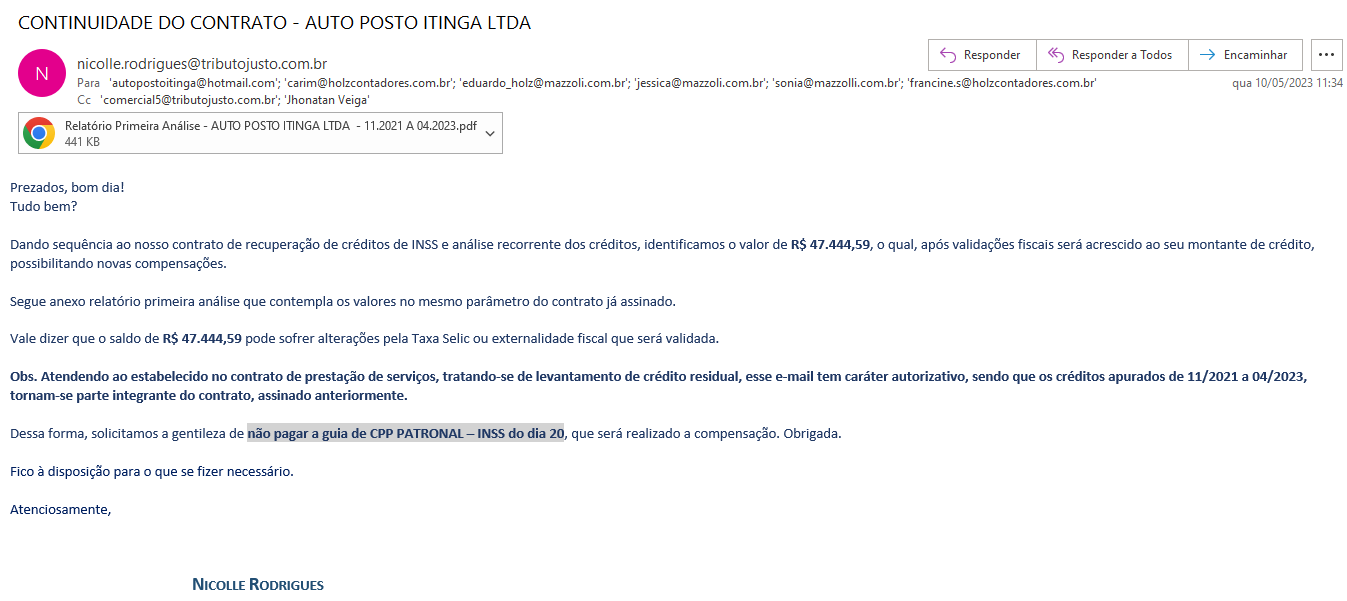 CONTINUIDADE DO CONTRATO - AUTO POSTO ITINGA LTDA
N
nicolle.rodrigues@tributojusto.com.br
Responder
Responder a Todos
Encaminhar
Para 'autopostoitinga@hotmail.com'; 'carim@holzcontadores.com.br'; 'eduardo_holz@mazzoli.com.br'; 'jessica@mazzoli.com.br'; 'sonia@mazzolli.com.br'; 'francine.s@holzcontadores.com.br'
qua 10/05/2023 11:34
Cc 'comercial5@tributojusto.com.br'; 'Jhonatan Veiga'
Relatório Primeira Análise - AUTO POSTO ITINGA LTDA - 11.2021 A 04.2023.pdf
441 KB
Prezados, bom dia!
Tudo bem?
Dando sequência ao nosso contrato de recuperação de créditos de INSS e análise recorrente dos créditos, identificamos o valor de R$ 47.444,59, o qual, após validações fiscais será acrescido ao seu montante de crédito,
possibilitando novas compensações.
Segue anexo relatório primeira análise que contempla os valores no mesmo parâmetro do contrato já assinado.
Vale dizer que o saldo de R$ 47.444,59 pode sofrer alterações pela Taxa Selic ou externalidade fiscal que será validada.
Obs. Atendendo ao estabelecido no contrato de prestação de serviços, tratando-se de levantamento de crédito residual, esse e-mail tem caráter autorizativo, sendo que os créditos apurados de 11/2021 a 04/2023,
tornam-se parte integrante do contrato, assinado anteriormente.
Dessa forma, solicitamos a gentileza de não pagar a guia de CPP PATRONAL – INSS do dia 20, que será realizado a compensação. Obrigada.
Fico à disposição para o que se fizer necessário.
Atenciosamente,
NICOLLE RODRIGUES